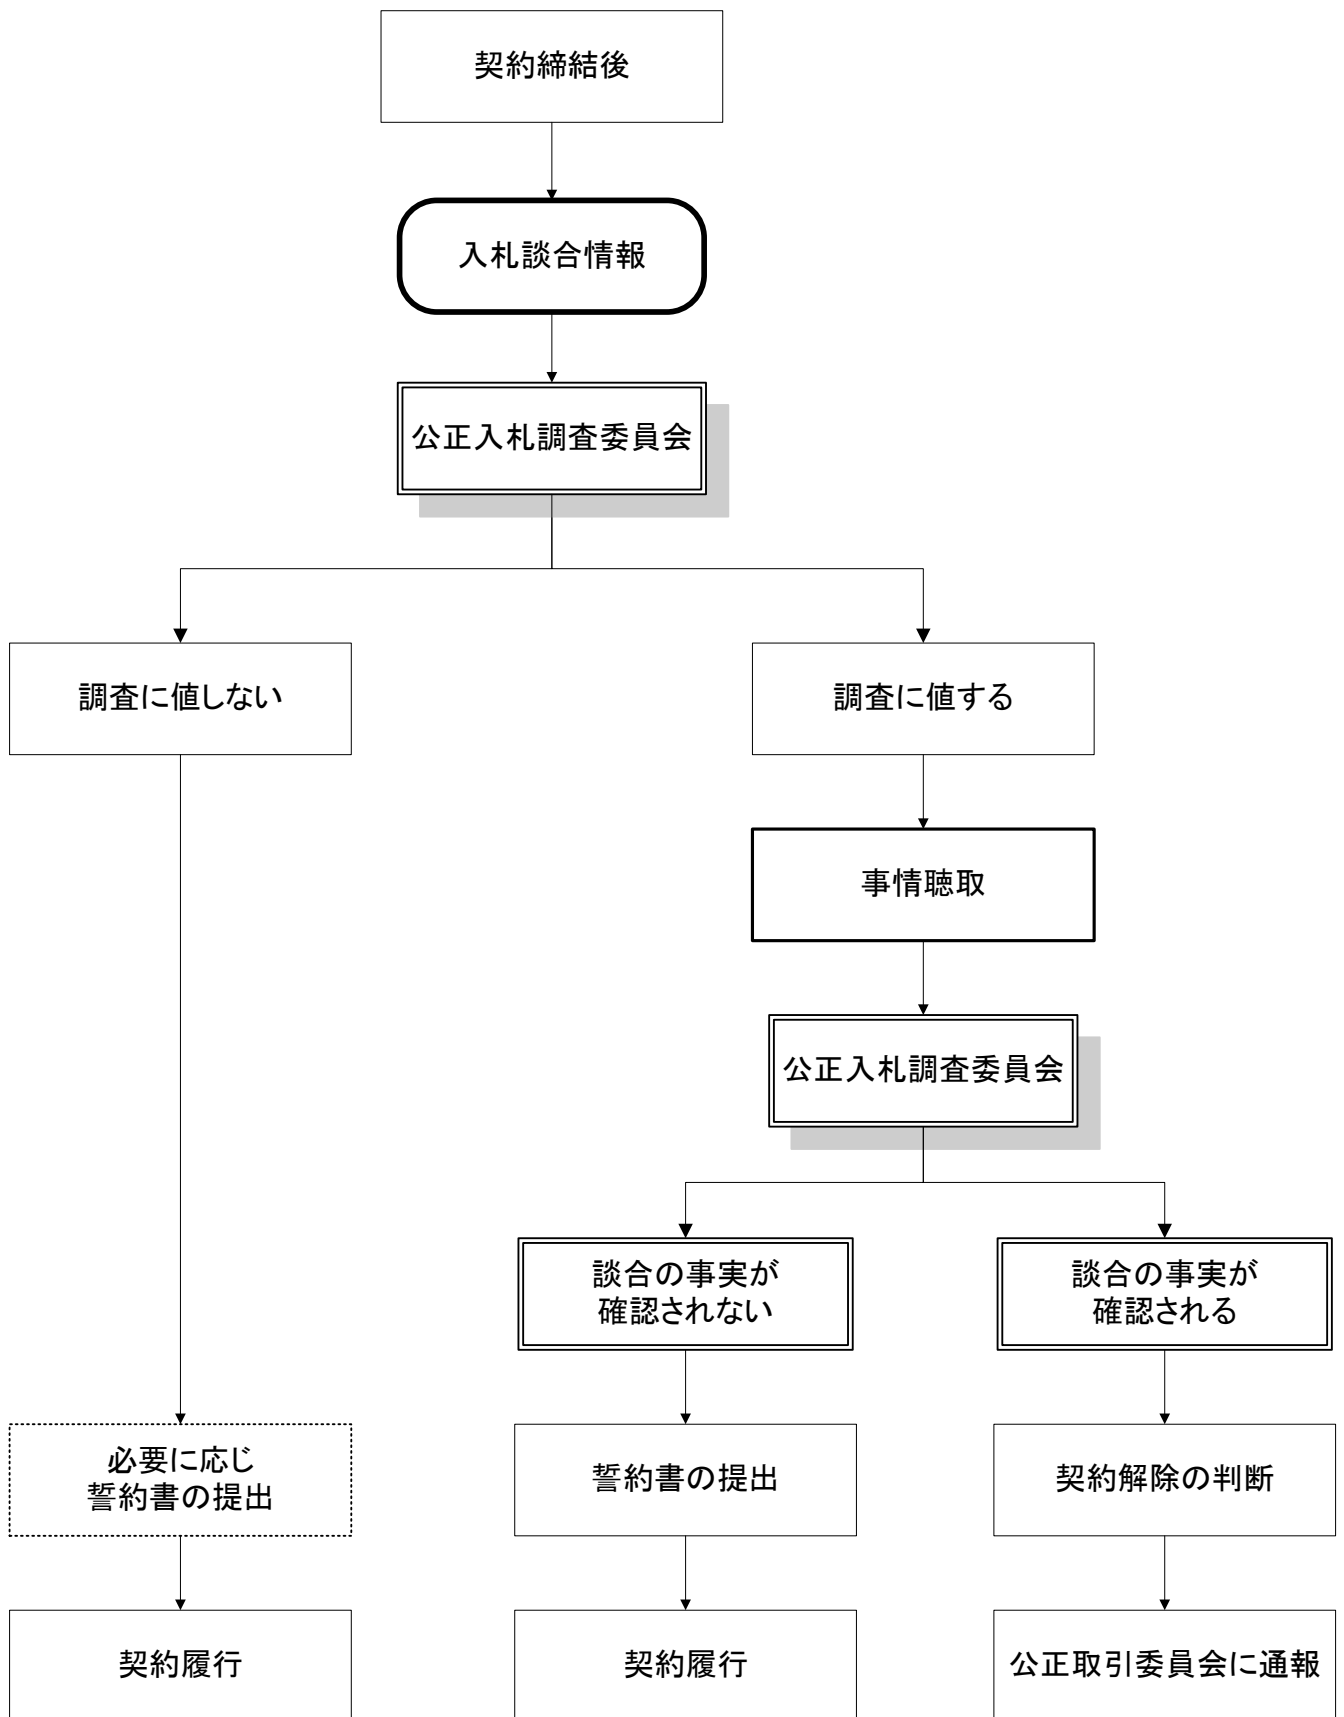 契約締結後
入札談合情報
公正入札調査委員会
調査に値しない
調査に値する
事情聴取
公正入札調査委員会
談合の事実が
確認されない
談合の事実が
確認される
必要に応じ
誓約書の提出
誓約書の提出
契約解除の判断
契約履行
契約履行
公正取引委員会に通報